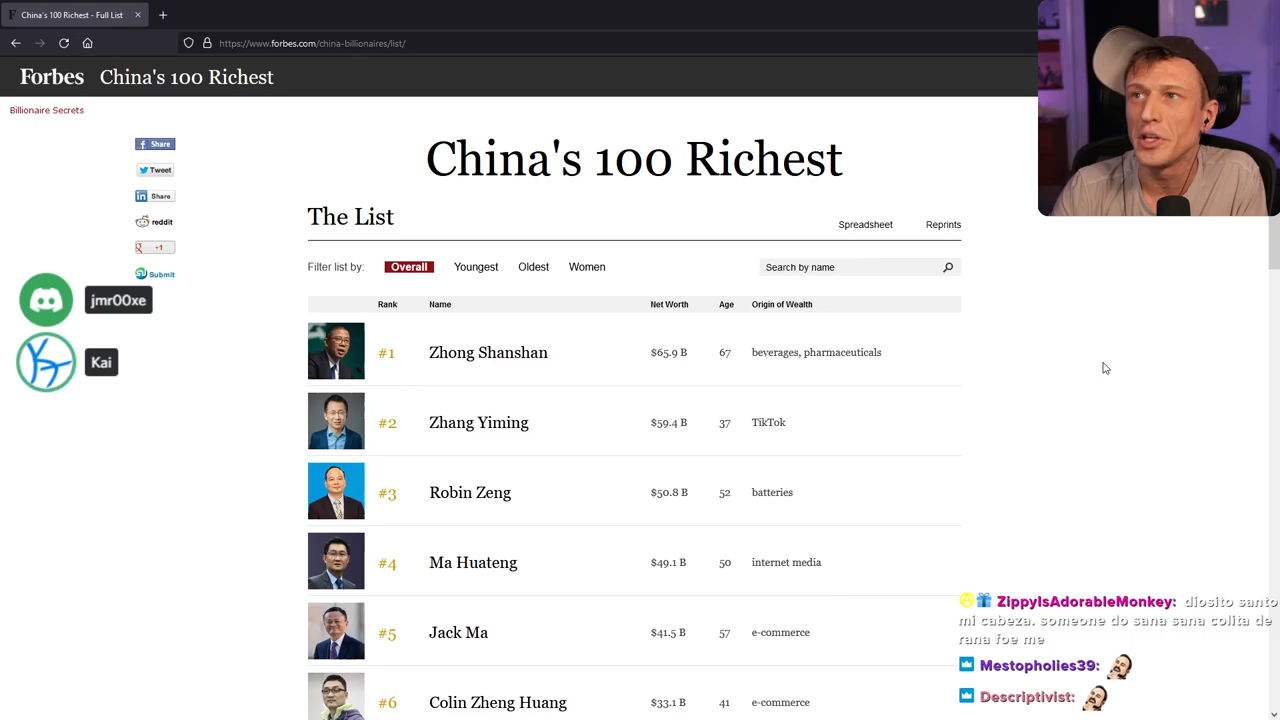 China's 100 Richest - Full List
https://www.forbes.com/china-billionaires/list/
Forbes China's 100 Richest
Billionaire Secrets
Share
Tweet
Share
reddit
+1
Submit
jmr00xe
Kai
China's 100 Richest
The List
Spreadsheet Reprints
Filter list by: Overall Youngest Oldest Women Search by name
Rank Name Net Worth Age Origin of Wealth
#1 Zhong Shanshan $65.9 B 67 beverages, pharmaceuticals
#2 Zhang Yiming $59.4 B 37 TikTok
#3 Robin Zeng $50.8 B 52 batteries
#4 Ma Huateng $49.1 B 50 internet media
#5 Jack Ma $41.5 B 57 e-commerce
#6 Colin Zheng Huang $33.1 B 41 e-commerce
ZippyIsAdorableMonkey: diosito santo
mi cabeza. someone do sana sana colita de
rana foe me
Mestopholies39:
Descriptivist: